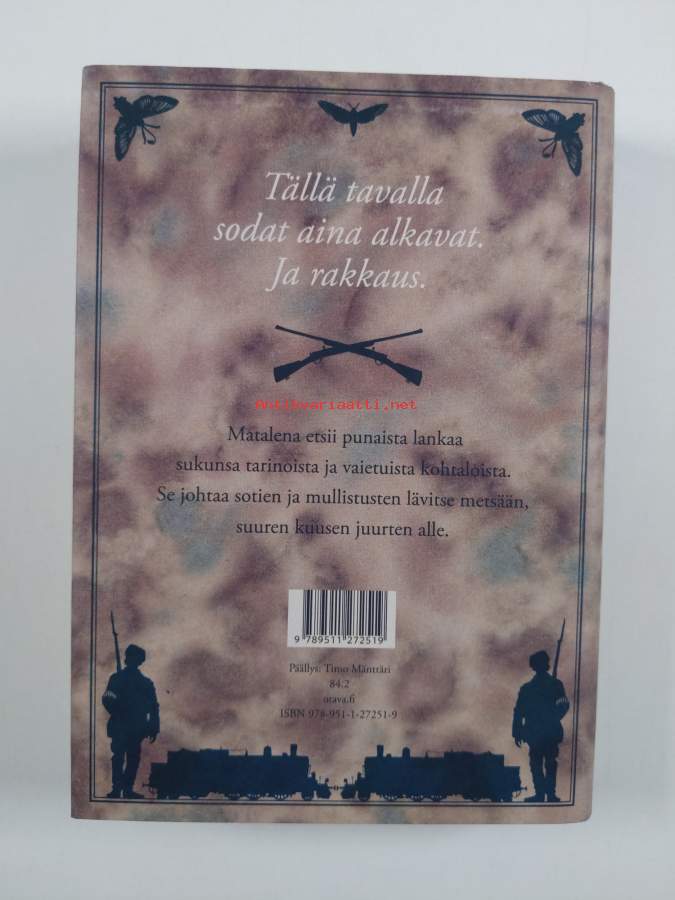 Tällä tavalla
sodat aina alkavat.
Ja rakkaus.
Antikvariaatti.net
Matalena etsii punaista lankaa
sukunsa tarinoista ja vaietuista kohtaloista.
Se johtaa sotien ja mullistusten lävitse metsään,
suuren kuusen juurten alle.
9 789511 272519
Päällys: Timo Mänttäri
84.2
otava.fi
ISBN 978-951-1-27251-9